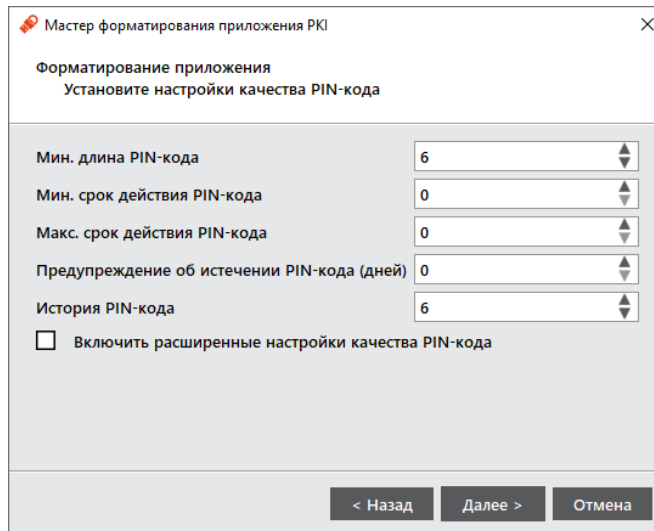 Мастер форматирования приложения PKI
Форматирование приложения
Установите настройки качества PIN-кода
Мин. длина PIN-кода 6
Мин. срок действия PIN-кода 0
Макс. срок действия PIN-кода 0
Предупреждение об истечении PIN-кода (дней) 0
История PIN-кода 6
Включить расширенные настройки качества PIN-кода
< Назад Далее > Отмена